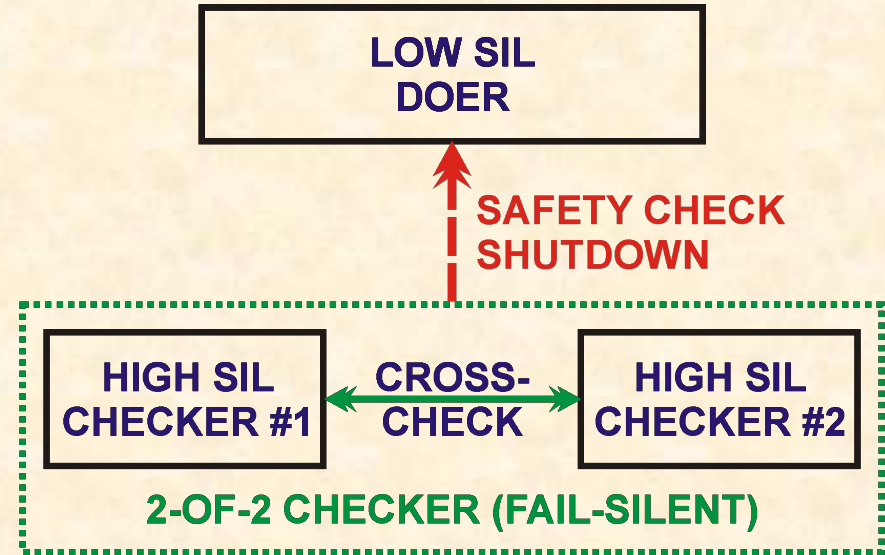 LOW SIL
DOER
SAFETY CHECK
SHUTDOWN
HIGH SIL
CHECKER #1
CROSS-
CHECK
HIGH SIL
CHECKER #2
2-OF-2 CHECKER (FAIL-SILENT)